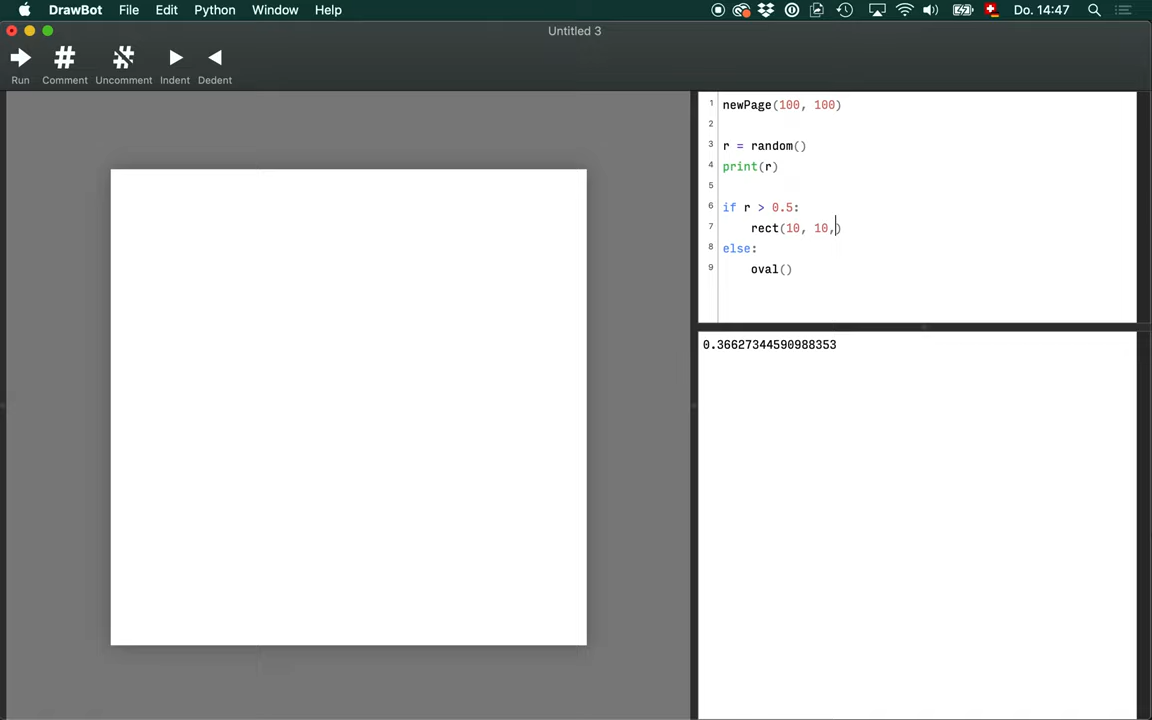 DrawBot File Edit Python Window Help Do. 14:47
Untitled 3
Run Comment Uncomment Indent Dedent
1 newPage(100, 100)
2
3 r = random()
4 print(r)
5
6 if r > 0.5:
7 rect(10, 10,)
8 else:
9 oval()
0.36627344590988353